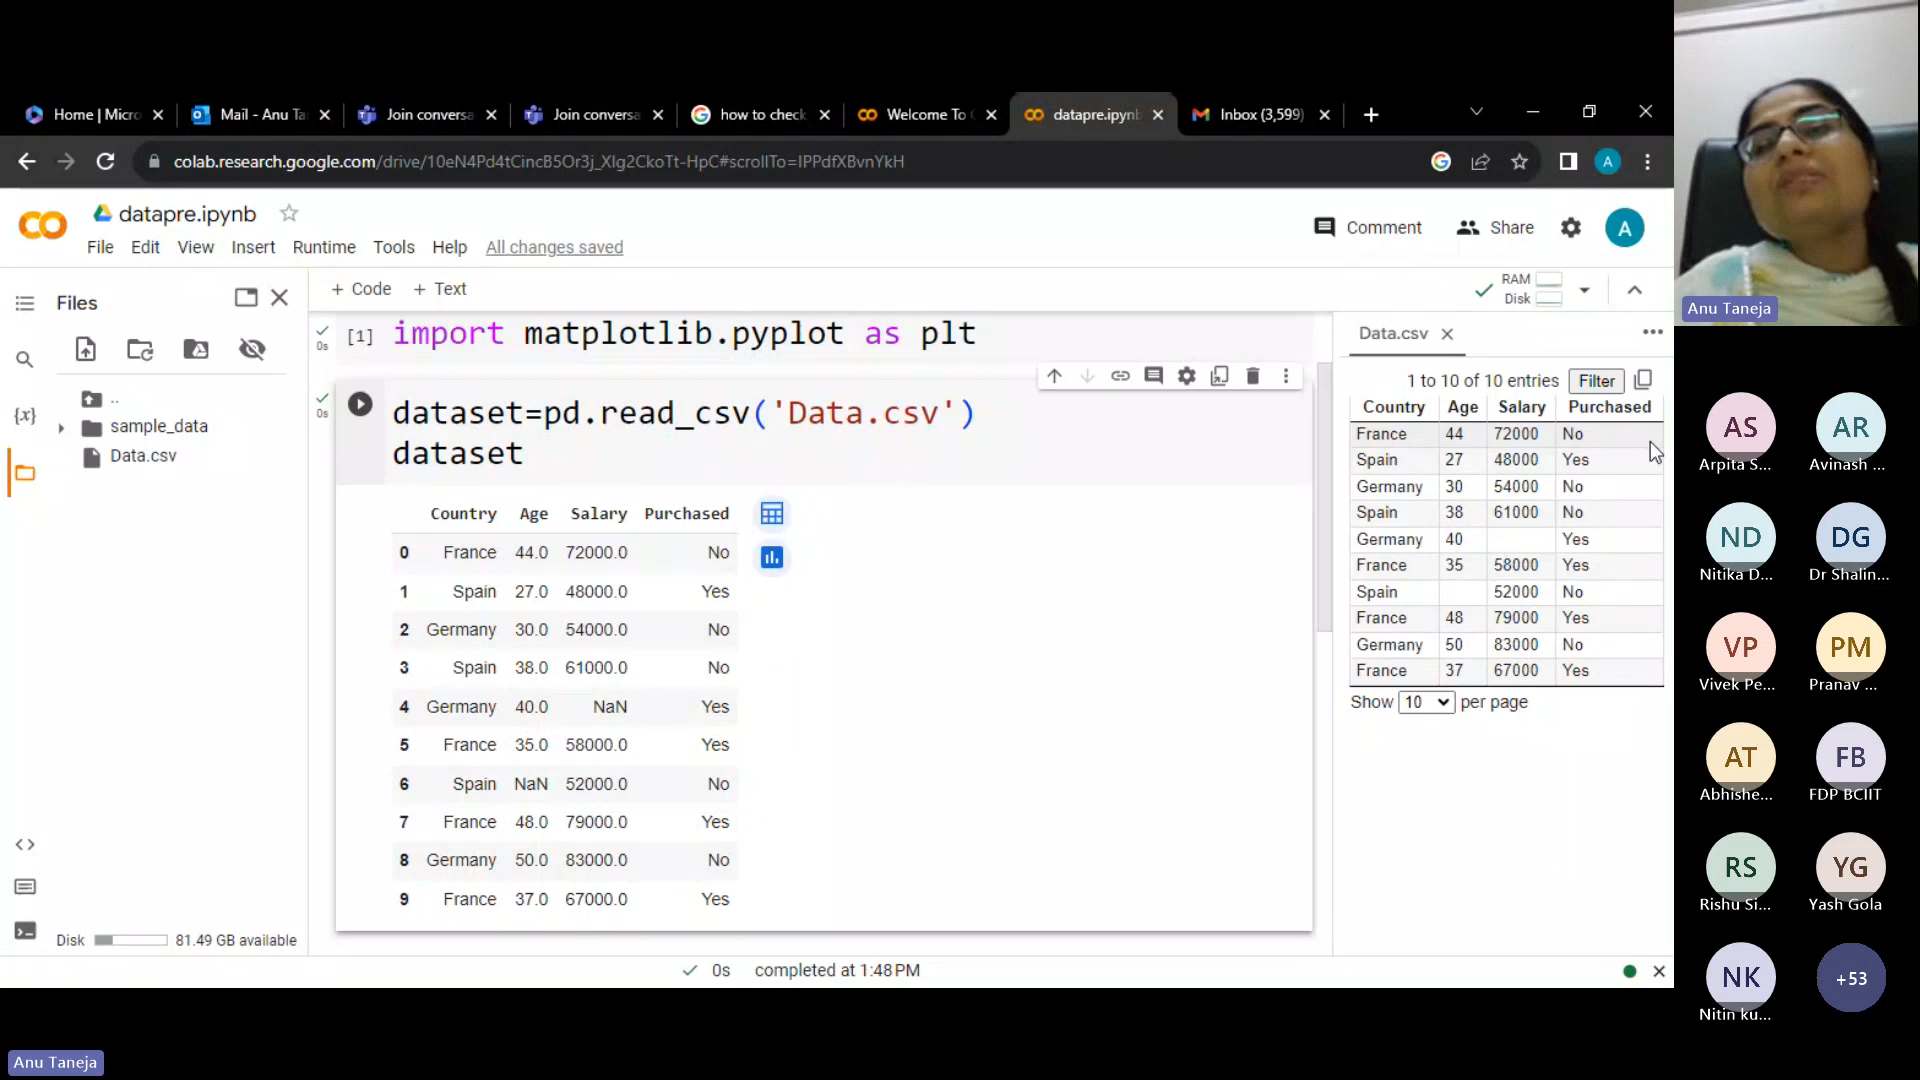 Home | Micro
Mail - Anu Ta
Join conversa
Join conversa
how to check
Welcome To C
datapre.ipynb
Inbox (3,599)
colab.research.google.com/drive/10eN4Pd4tCincB5Or3j_XIg2CkoTt-HpC#scrollTo=IPPdfXBvnYkH
A
datapre.ipynb
File Edit View Insert Runtime Tools Help All changes saved
Comment Share A
Files
+ Code + Text
RAM
Disk
..
sample_data
Data.csv
{x}
0s [1] import matplotlib.pyplot as plt
0s
dataset=pd.read_csv('Data.csv')
dataset
Country Age Salary Purchased
0 France 44.0 72000.0 No
1 Spain 27.0 48000.0 Yes
2 Germany 30.0 54000.0 No
3 Spain 38.0 61000.0 No
4 Germany 40.0 NaN Yes
5 France 35.0 58000.0 Yes
6 Spain NaN 52000.0 No
7 France 48.0 79000.0 Yes
8 Germany 50.0 83000.0 No
9 France 37.0 67000.0 Yes
Data.csv
1 to 10 of 10 entries Filter
Country Age Salary Purchased
France 44 72000 No
Spain 27 48000 Yes
Germany 30 54000 No
Spain 38 61000 No
Germany 40 Yes
France 35 58000 Yes
Spain 52000 No
France 48 79000 Yes
Germany 50 83000 No
France 37 67000 Yes
Show 10 per page
Disk 81.49 GB available
0s completed at 1:48 PM
Anu Taneja
AS AR
Arpita S... Avinash ...
ND DG
Nitika D... Dr Shalin...
VP PM
Vivek Pe... Pranav ...
AT FB
Abhishe... FDP BCIIT
RS YG
Rishu Si... Yash Gola
NK +53
Nitin ku...
Anu Taneja